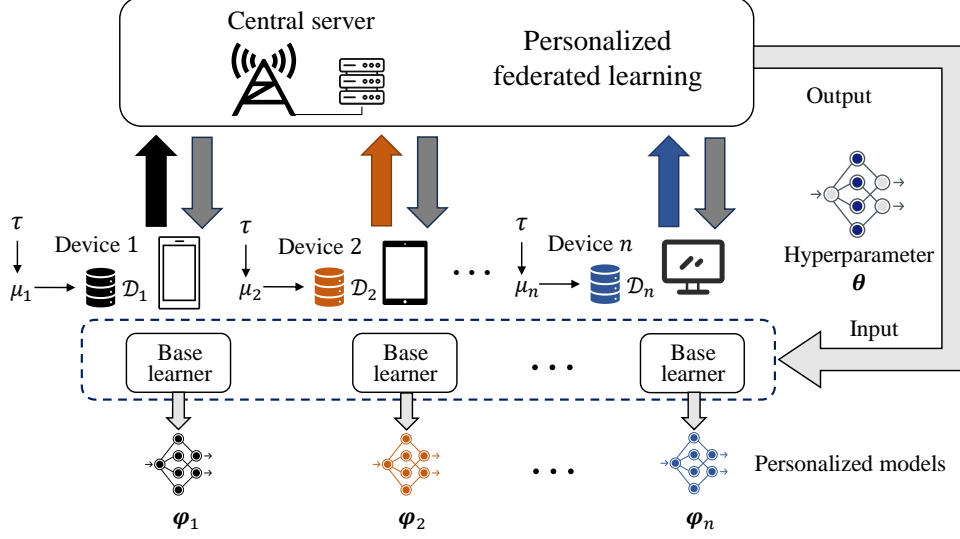 Central server
Personalized
federated learning
Output
τ
Device 1
μ₁
𝒟₁
τ
Device 2
μ₂
𝒟₂
...
τ
Device n
μₙ
𝒟ₙ
Hyperparameter
θ
Input
Base
learner
Base
learner
...
Base
learner
...
Personalized models
φ₁
φ₂
φₙ